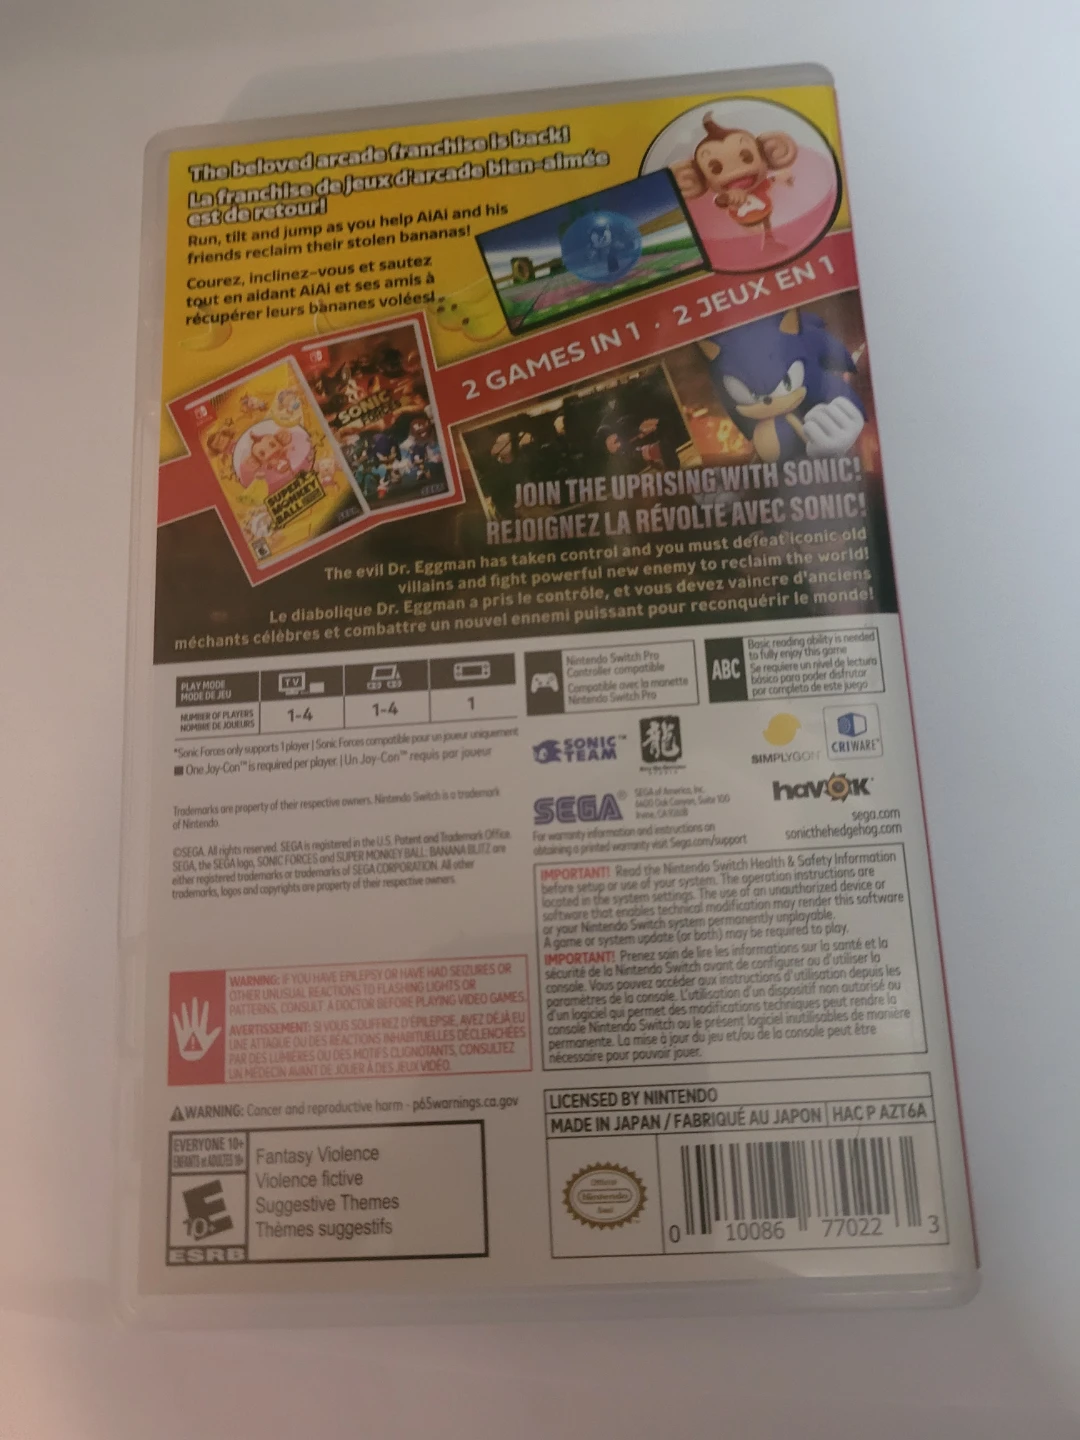 The beloved arcade franchise is back!
La franchise de jeux d'arcade bien-aimée
est de retour!
Run, tilt and jump as you help AiAi and his
friends reclaim their stolen bananas!
Courez, inclinez-vous et sautez
tout en aidant AiAi et ses amis à
récupérer leurs bananes volées!
2 GAMES IN 1 · 2 JEUX EN 1
SONIC
FORCES
SUPER
MONKEY
BALL
JOIN THE UPRISING WITH SONIC!
REJOIGNEZ LA RÉVOLTE AVEC SONIC!
The evil Dr. Eggman has taken control and you must defeat iconic old
villains and fight powerful new enemy to reclaim the world!
Le diabolique Dr. Eggman a pris le contrôle, et vous devez vaincre d'anciens
méchants célèbres et combattre un nouvel ennemi puissant pour reconquérir le monde!
PLAY MODE
MODE DE JEU
TV
NUMBER OF PLAYERS
NOMBRE DE JOUEURS
1-4
1-4
1
*Sonic Forces only supports 1 player | Sonic Forces compatible pour un joueur uniquement
One Joy-Con™ is required per player. | Un Joy-Con™ requis par joueur
Nintendo Switch Pro
Controller compatible
Compatible avec la manette
Nintendo Switch Pro
ABC
Basic reading ability is needed
to fully enjoy this game
Se requiere un nivel de lectura
básico para poder disfrutar
por completo de este juego
SONIC
TEAM™
龍
SIMPLYGON
CRIWARE
havok
SEGA®
SEGA of America, Inc.
6400 Oak Canyon, Suite 100
Irvine, CA 92618
For warranty information and instructions on
obtaining a printed warranty visit Sega.com/support
sega.com
sonicthehedgehog.com
Trademarks are property of their respective owners. Nintendo Switch is a trademark
of Nintendo.
©SEGA. All rights reserved. SEGA is registered in the U.S. Patent and Trademark Office.
SEGA, the SEGA logo, SONIC FORCES and SUPER MONKEY BALL: BANANA BLITZ are
either registered trademarks or trademarks of SEGA CORPORATION. All other
trademarks, logos and copyrights are property of their respective owners.
IMPORTANT! Read the Nintendo Switch Health & Safety Information
before setup or use of your system. The operation instructions are
located in the system settings. The use of an unauthorized device or
software that enables technical modification may render this software
or your Nintendo Switch system permanently unplayable.
A game or system update (or both) may be required to play.
IMPORTANT! Prenez soin de lire les informations sur la santé et la
sécurité de la Nintendo Switch avant de configurer ou d'utiliser la
console. Vous pouvez accéder aux instructions d'utilisation depuis les
paramètres de la console. L'utilisation d'un dispositif non autorisé ou
d'un logiciel qui permet des modifications techniques peut rendre la
console Nintendo Switch ou le présent logiciel inutilisables de manière
permanente. La mise à jour du jeu et/ou de la console peut être
nécessaire pour pouvoir jouer.
WARNING: IF YOU HAVE EPILEPSY OR HAVE HAD SEIZURES OR
OTHER UNUSUAL REACTIONS TO FLASHING LIGHTS OR
PATTERNS, CONSULT A DOCTOR BEFORE PLAYING VIDEO GAMES.
AVERTISSEMENT: SI VOUS SOUFFREZ D'ÉPILEPSIE, AVEZ DÉJÀ EU
UNE ATTAQUE OU DES RÉACTIONS INHABITUELLES DÉCLENCHÉES
PAR DES LUMIÈRES OU DES MOTIFS CLIGNOTANTS, CONSULTEZ
UN MÉDECIN AVANT DE JOUER À DES JEUX VIDÉO.
WARNING: Cancer and reproductive harm - p65warnings.ca.gov
EVERYONE 10+
ENFANTS et ADULTES 10+
E
10+
ESRB
Fantasy Violence
Violence fictive
Suggestive Themes
Thèmes suggestifs
LICENSED BY NINTENDO
MADE IN JAPAN / FABRIQUÉ AU JAPON HAC P AZT6A
Nintendo
Seal
0 10086 77022 3